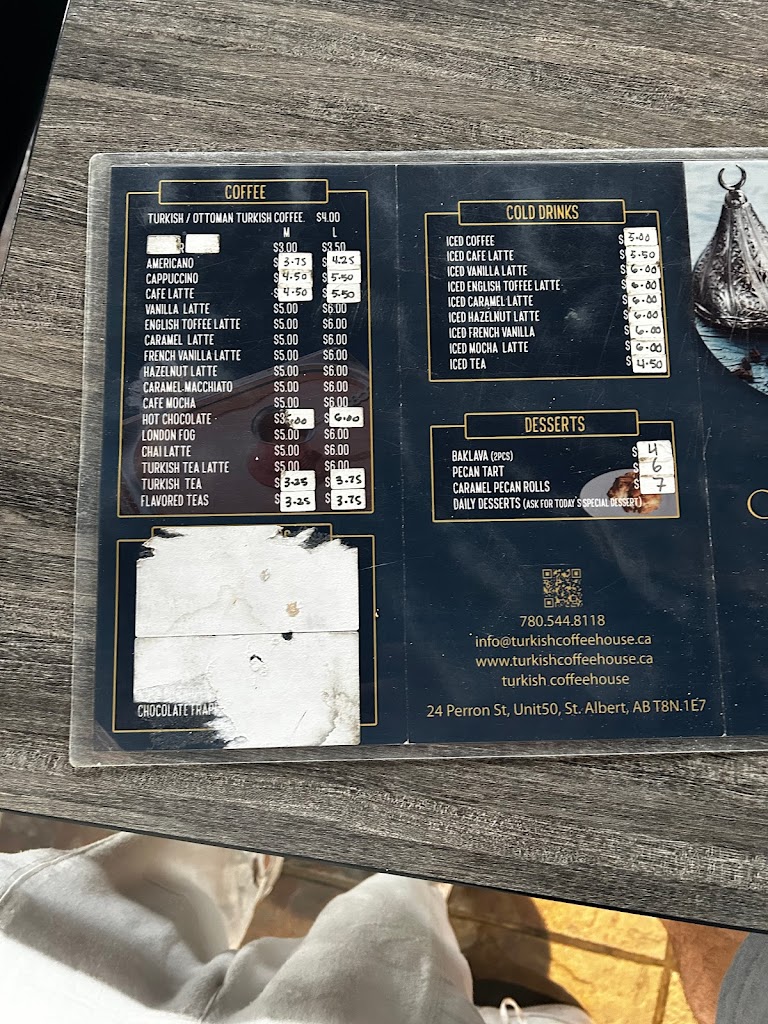 COFFEE
TURKISH / OTTOMAN TURKISH COFFEE. $4.00
M L
$3.00 $3.50
AMERICANO $3.75 $4.25
CAPPUCCINO $4.50 $5.50
CAFE LATTE $4.50 $5.50
VANILLA LATTE $5.00 $6.00
ENGLISH TOFFEE LATTE $5.00 $6.00
CARAMEL LATTE $5.00 $6.00
FRENCH VANILLA LATTE $5.00 $6.00
HAZELNUT LATTE $5.00 $6.00
CARAMEL MACCHIATO $5.00 $6.00
CAFE MOCHA $5.00 $6.00
HOT CHOCOLATE 6.00
LONDON FOG $5.00 $6.00
CHAI LATTE $5.00 $6.00
TURKISH TEA LATTE $5.00 $6.00
TURKISH TEA $3.25 $3.75
FLAVORED TEAS $3.25 $3.75
CHOCOLATE
COLD DRINKS
ICED COFFEE $5.00
ICED CAFE LATTE $5.50
ICED VANILLA LATTE $6.00
ICED ENGLISH TOFFEE LATTE $6.00
ICED CARAMEL LATTE $6.00
ICED HAZELNUT LATTE $6.00
ICED FRENCH VANILLA $6.00
ICED MOCHA LATTE $6.00
ICED TEA $4.50
DESSERTS
BAKLAVA (2PCS) $4
PECAN TART $6
CARAMEL PECAN ROLLS $7
DAILY DESSERTS (ASK FOR TODAY'S SPECIAL DESSERT)
780.544.8118
info@turkishcoffeehouse.ca
www.turkishcoffeehouse.ca
turkish coffeehouse
24 Perron St, Unit50, St. Albert, AB T8N.1E7